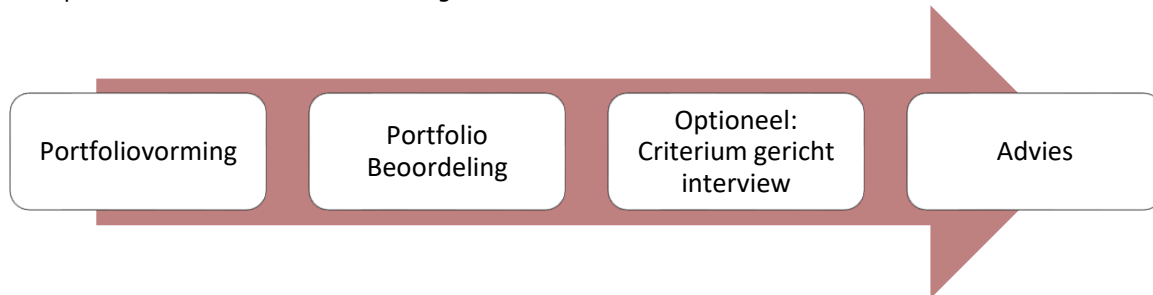 Portfoliovorming
Portfolio
Beoordeling
Optioneel:
Criterium gericht
interview
Advies